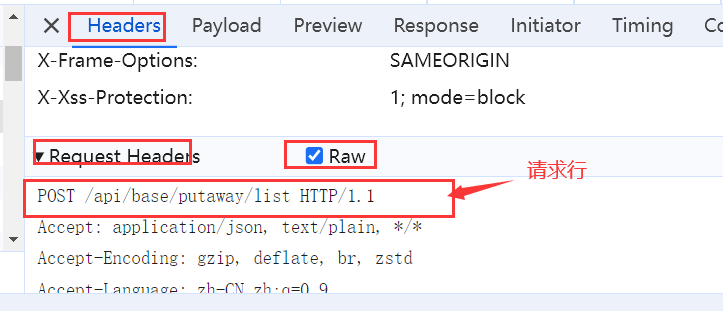 Headers Payload Preview Response Initiator Timing Co
X-Frame-Options: SAMEORIGIN
X-Xss-Protection: 1; mode=block
Request Headers Raw
请求行
POST /api/base/putaway/list HTTP/1.1
Accept: application/json, text/plain, */*
Accept-Encoding: gzip, deflate, br, zstd
Accept-Language: zh-CN,zh;q=0.9